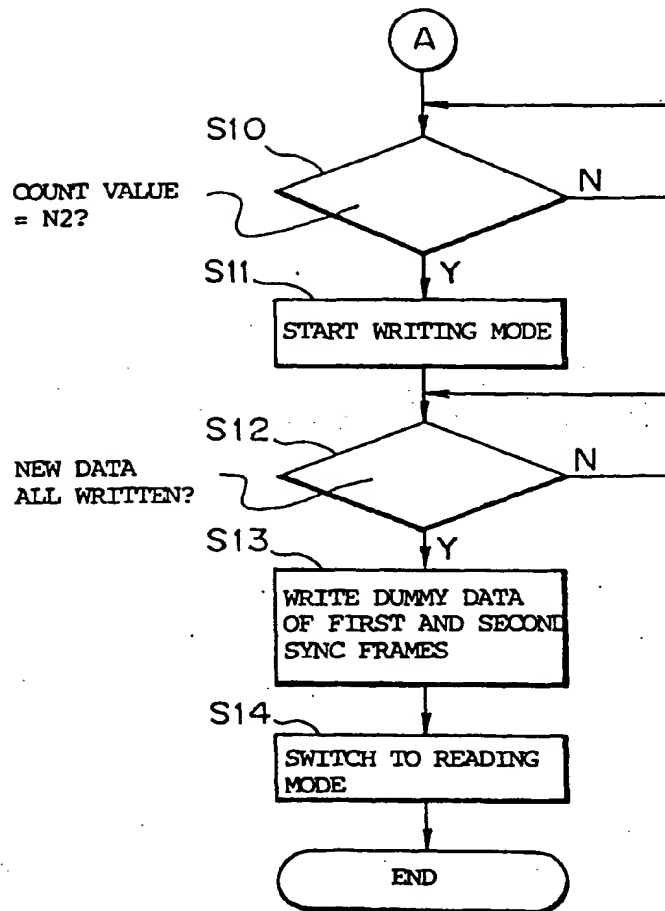 A
S10
COUNT VALUE
= N2?
N
Y
S11
START WRITING MODE
S12
NEW DATA
ALL WRITTEN?
N
Y
S13
WRITE DUMMY DATA
OF FIRST AND SECOND
SYNC FRAMES
S14
SWITCH TO READING
MODE
END